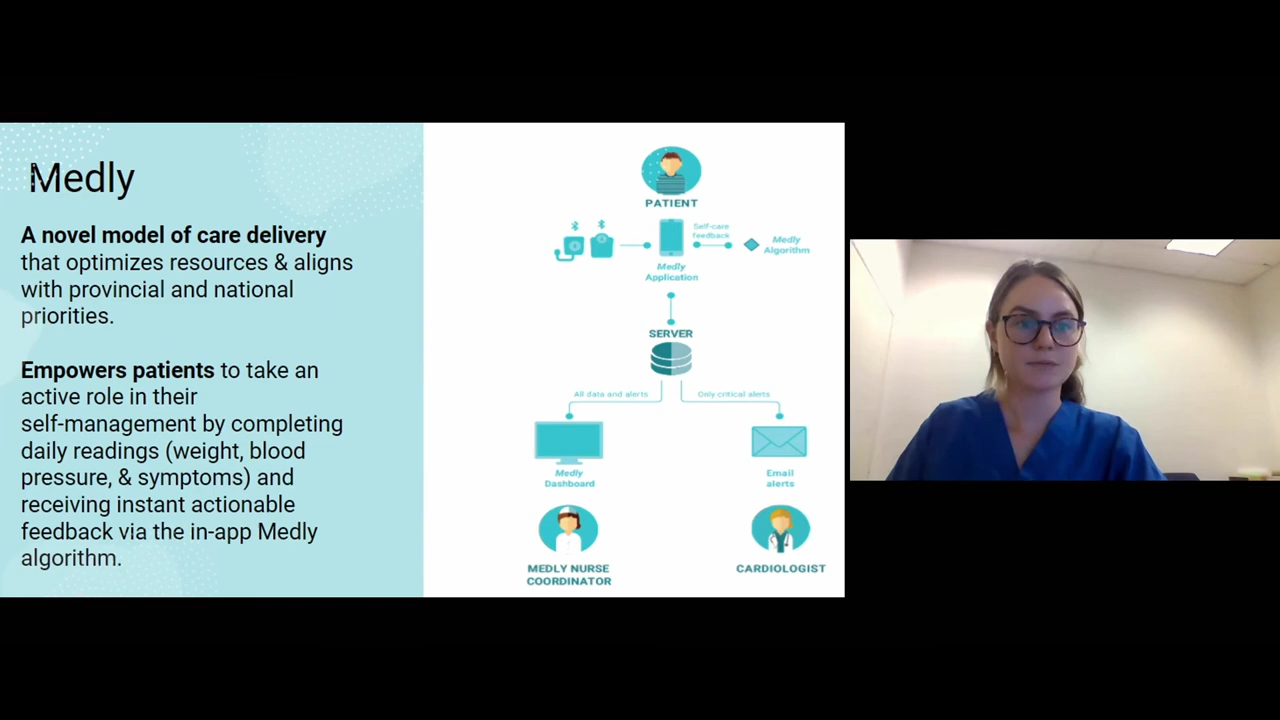 Medly
A novel model of care delivery
that optimizes resources & aligns
with provincial and national
priorities.
Empowers patients to take an
active role in their
self-management by completing
daily readings (weight, blood
pressure, & symptoms) and
receiving instant actionable
feedback via the in-app Medly
algorithm.
PATIENT
Self-care
feedback
Medly
Algorithm
Medly
Application
SERVER
All data and alerts
Only critical alerts
Medly
Dashboard
Email
alerts
MEDLY NURSE
COORDINATOR
CARDIOLOGIST